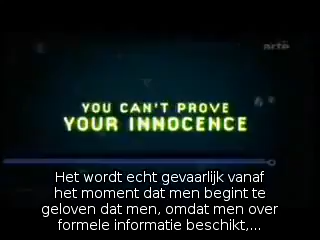 arte
YOU CAN'T PROVE
YOUR INNOCENCE
Het wordt echt gevaarlijk vanaf
het moment dat men begint te
geloven dat men, omdat men over
formele informatie beschikt,...